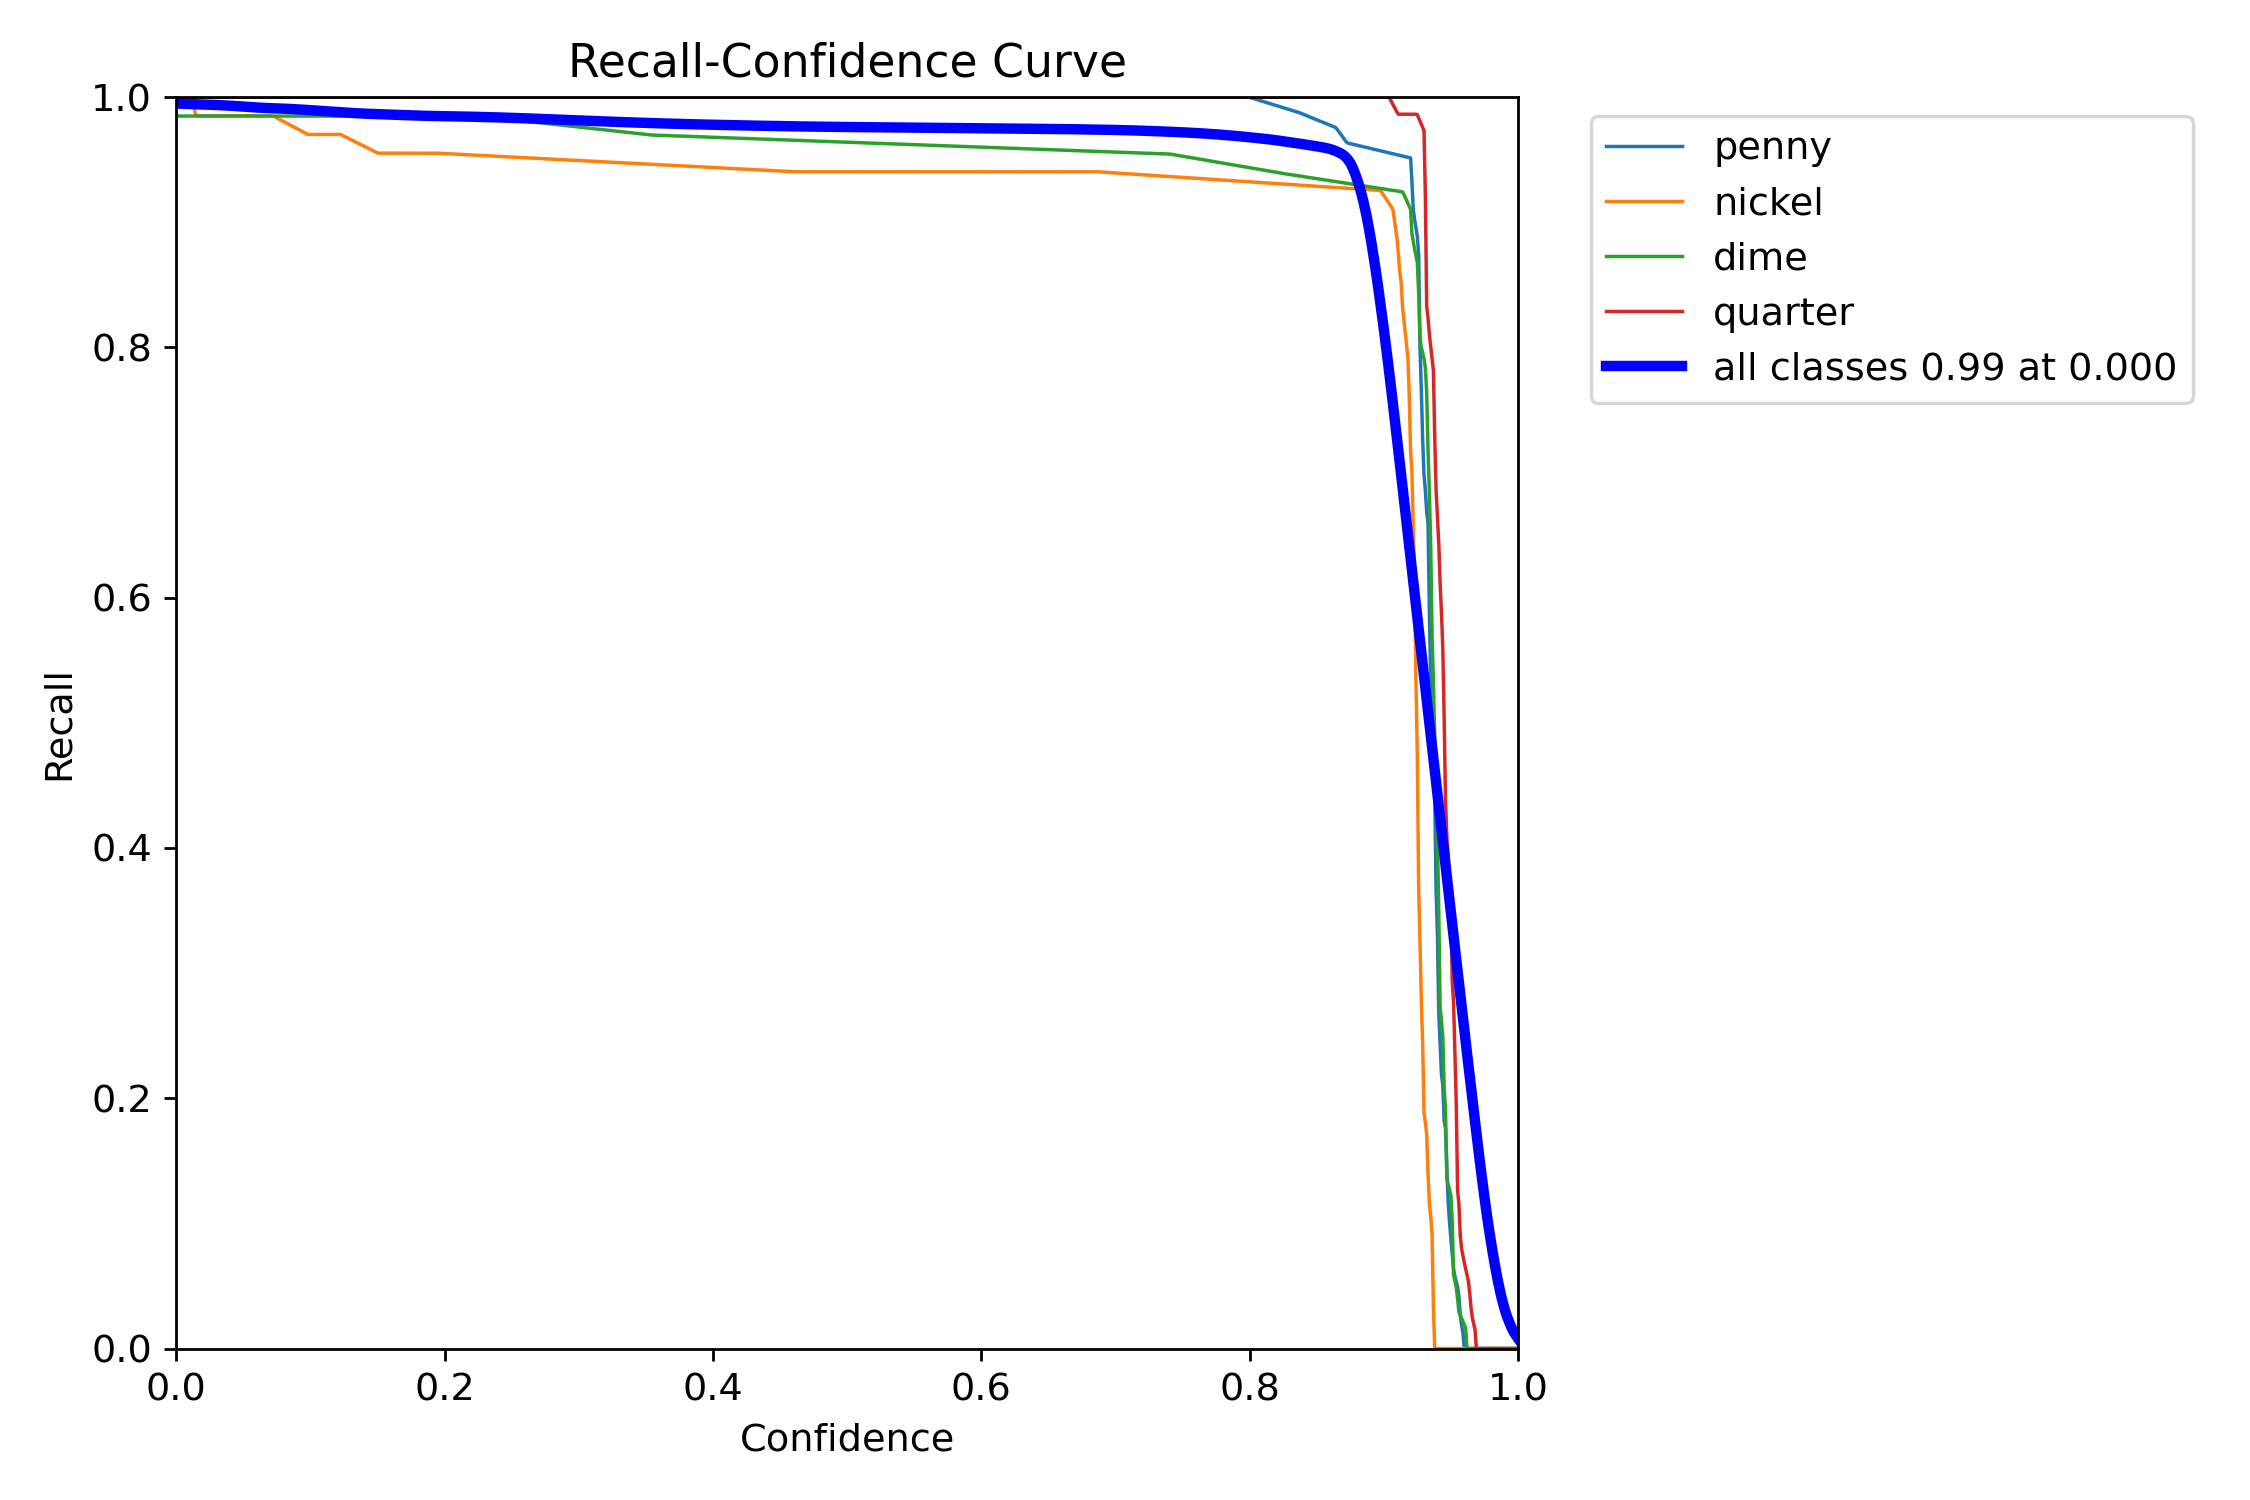 Recall-Confidence Curve
1.0
0.8
0.6
0.4
0.2
0.0
Recall
0.0 0.2 0.4 0.6 0.8 1.0
Confidence
penny
nickel
dime
quarter
all classes 0.99 at 0.000